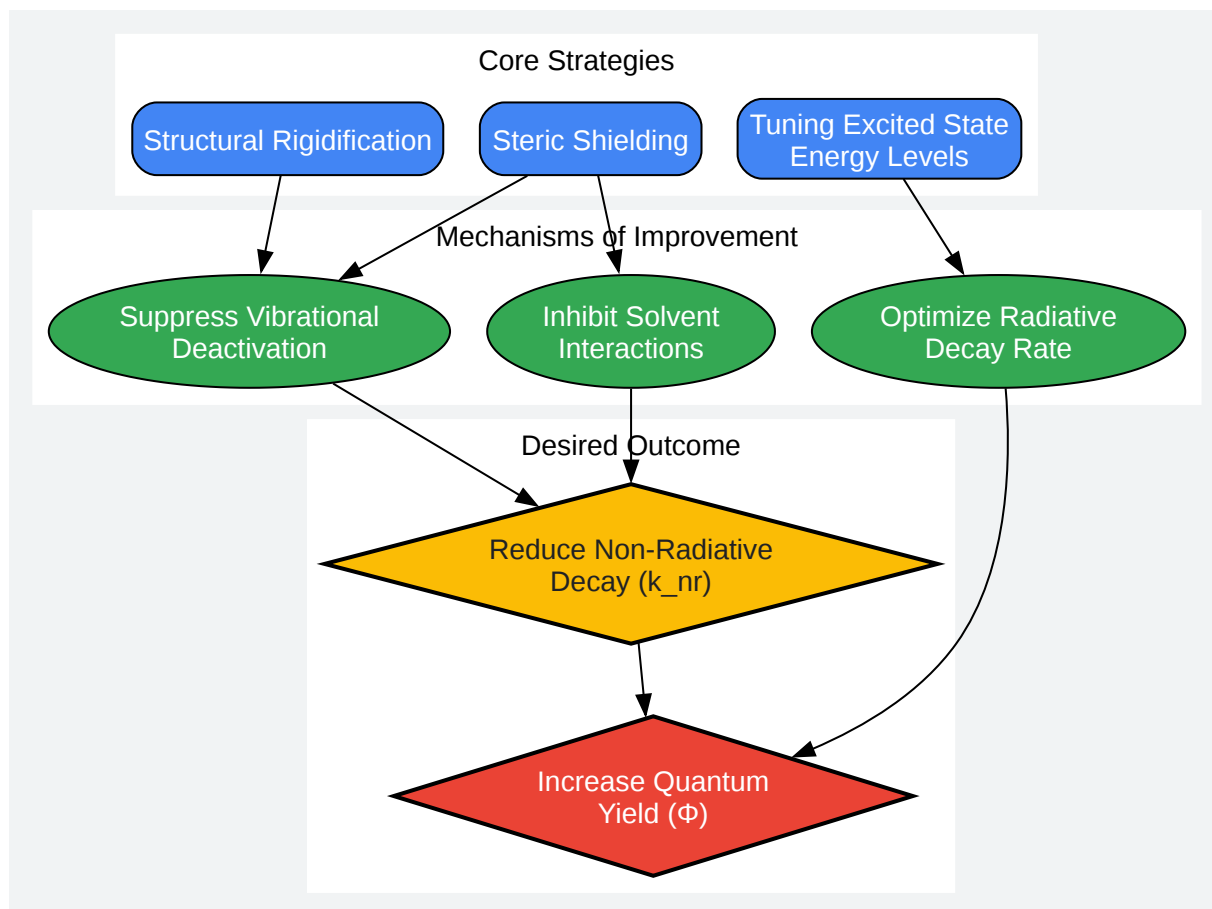 Core Strategies
Structural Rigidification
Steric Shielding
Tuning Excited State
Energy Levels
Mechanisms of Improvement
Suppress Vibrational
Deactivation
Inhibit Solvent
Interactions
Optimize Radiative
Decay Rate
Desired Outcome
Reduce Non-Radiative
Decay (k_nr)
Increase Quantum
Yield (Φ)